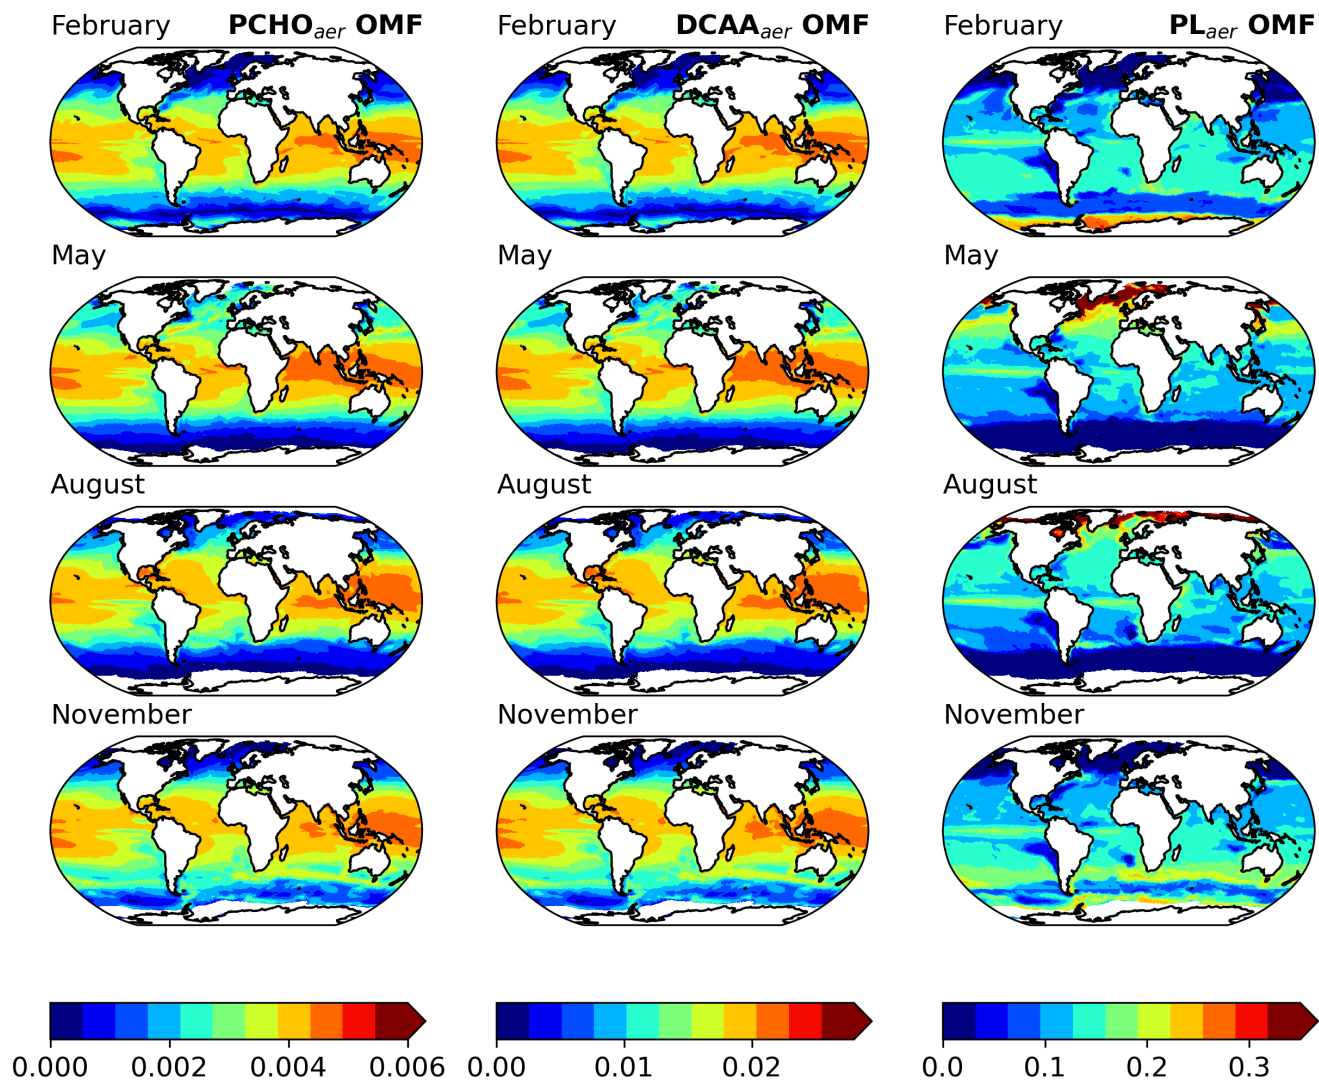 February PCHOaer OMF February DCAAaer OMF February PLaer OMF
May May May
August August August
November November November
0.000 0.002 0.004 0.006 0.00 0.01 0.02 0.0 0.1 0.2 0.3